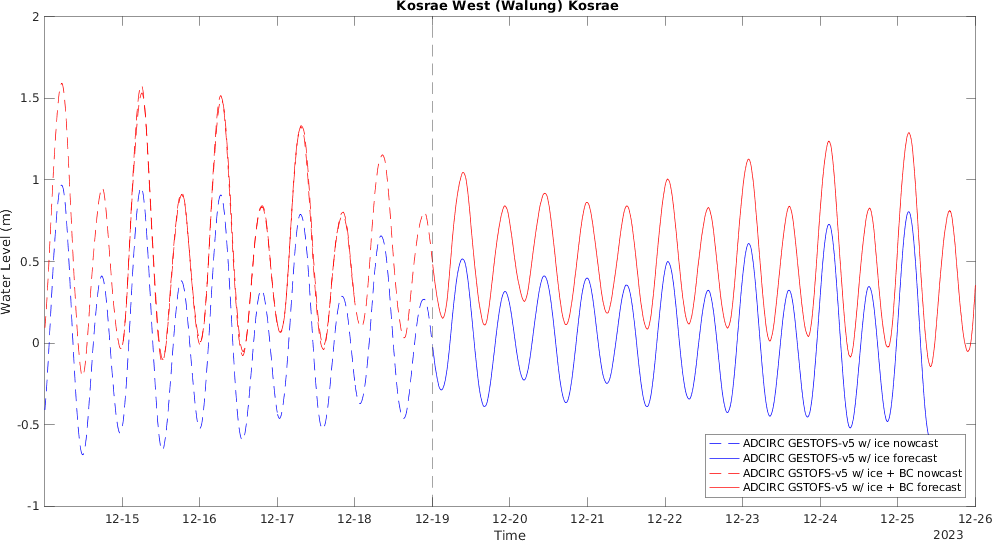 Kosrae West (Walung) Kosrae
2
1.5
1
0.5
0
-0.5
-1
Water Level (m)
12-15 12-16 12-17 12-18 12-19 12-20 12-21 12-22 12-23 12-24 12-25 12-26
Time
2023
ADCIRC GESTOFS-v5 w/ ice nowcast
ADCIRC GESTOFS-v5 w/ ice forecast
ADCIRC GSTOFS-v5 w/ ice + BC nowcast
ADCIRC GSTOFS-v5 w/ ice + BC forecast